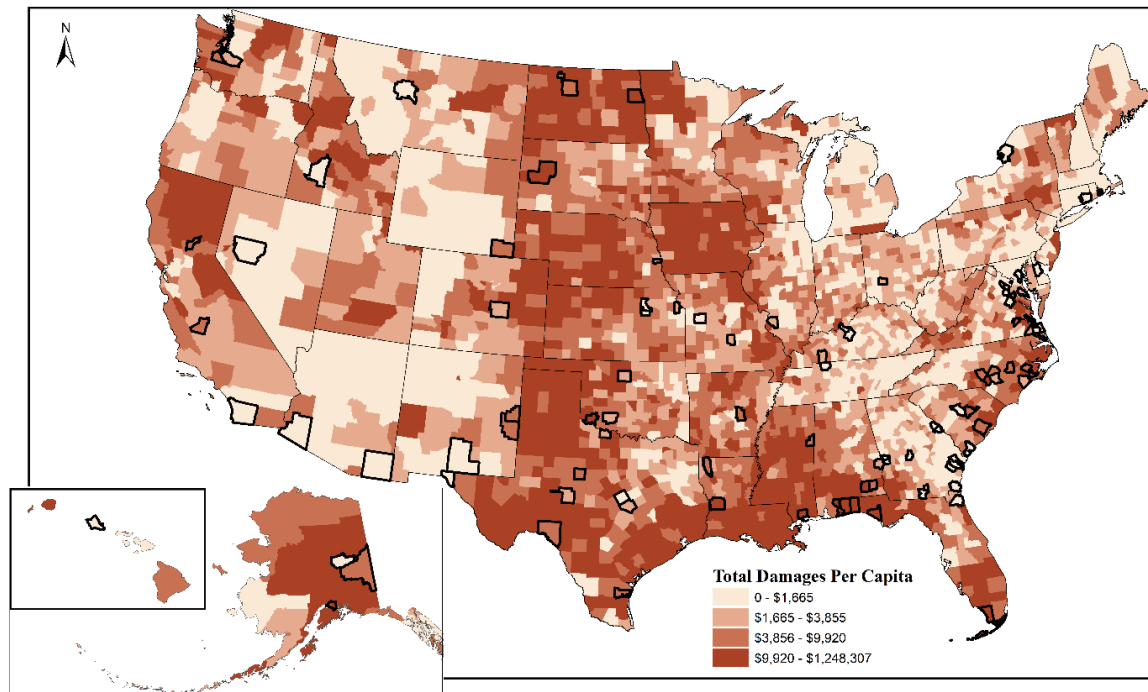 N
Total Damages Per Capita
0 - $1,665
$1,665 - $3,855
$3,856 - $9,920
$9,920 - $1,248,307